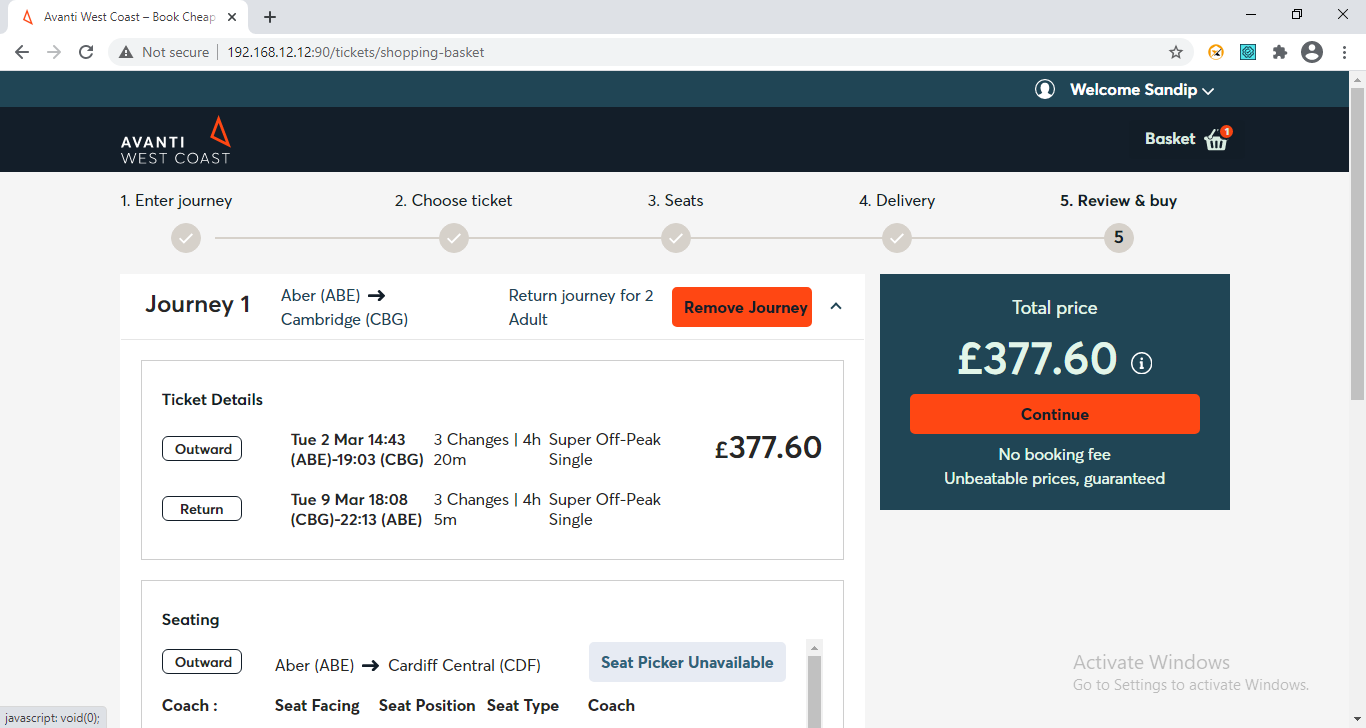 Avanti West Coast – Book Cheap
Not secure
192.168.12.12:90/tickets/shopping-basket
Welcome Sandip
AVANTI
WEST COAST
Basket
1
1. Enter journey
2. Choose ticket
3. Seats
4. Delivery
5. Review & buy
5
Journey 1
Aber (ABE)
Cambridge (CBG)
Return journey for 2
Adult
Remove Journey
Total price
£377.60
Continue
No booking fee
Unbeatable prices, guaranteed
Ticket Details
Outward
Tue 2 Mar 14:43
(ABE)-19:03 (CBG)
3 Changes | 4h
20m
Super Off-Peak
Single
£377.60
Return
Tue 9 Mar 18:08
(CBG)-22:13 (ABE)
3 Changes | 4h
5m
Super Off-Peak
Single
Seating
Outward
Aber (ABE)
Cardiff Central (CDF)
Seat Picker Unavailable
Coach :
Seat Facing
Seat Position
Seat Type
Coach
Activate Windows
Go to Settings to activate Windows.
javascript: void(0);